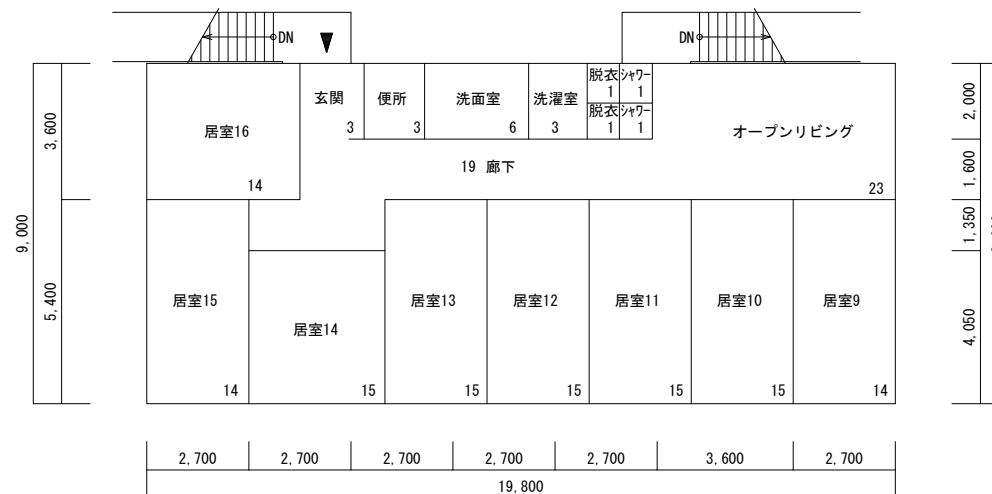 DN
DN
玄関
3
便所
3
洗面室
6
洗濯室
3
脱衣
1
シャワー
1
脱衣
1
シャワー
1
居室16
14
オープンリビング
23
19 廊下
居室15
14
居室14
15
居室13
15
居室12
15
居室11
15
居室10
15
居室9
14
3,600
5,400
9,000
2,000
1,600
1,350
4,050
2,700
2,700
2,700
2,700
2,700
3,600
2,700
19,800